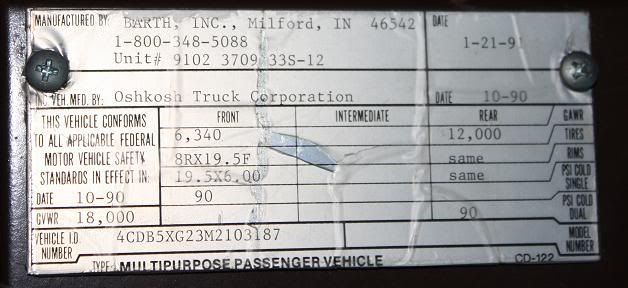 MANUFACTURED BY: BARTH, INC., Milford, IN 46542 DATE
1-800-348-5088 1-21-91
Unit# 9102 3709 33S-12
INC. VEH. MFD. BY: Oshkosh Truck Corporation DATE 10-90
THIS VEHICLE CONFORMS FRONT INTERMEDIATE REAR GAWR
TO ALL APPLICABLE FEDERAL 6,340 12,000 TIRES
MOTOR VEHICLE SAFETY 8RX19.5F same RIMS
STANDARDS IN EFFECT IN: 19.5X6.00 same PSI COLD SINGLE
DATE 10-90 90 PSI COLD DUAL
GVWR 18,000 90
VEHICLE I.D. NUMBER 4CDB5XG23M2103187 MODEL NUMBER
TYPE: MULTIPURPOSE PASSENGER VEHICLE CD-122